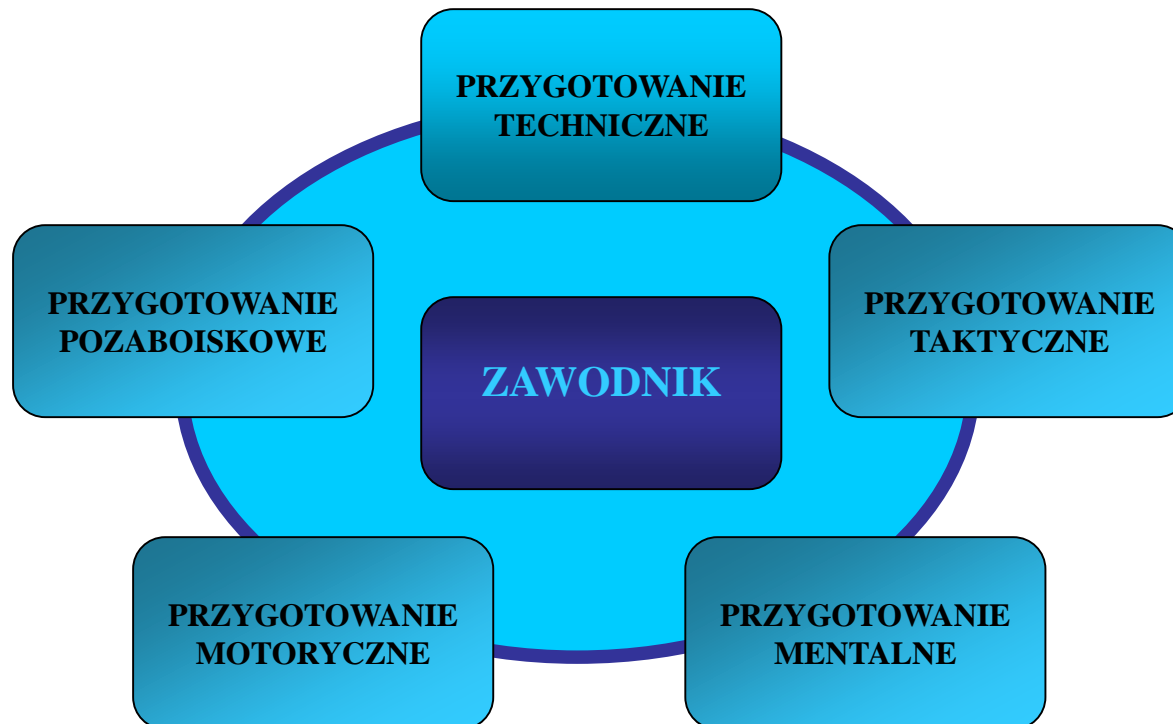 PRZYGOTOWANIE
TECHNICZNE
PRZYGOTOWANIE
POZABOISKOWE
PRZYGOTOWANIE
TAKTYCZNE
ZAWODNIK
PRZYGOTOWANIE
MOTORYCZNE
PRZYGOTOWANIE
MENTALNE